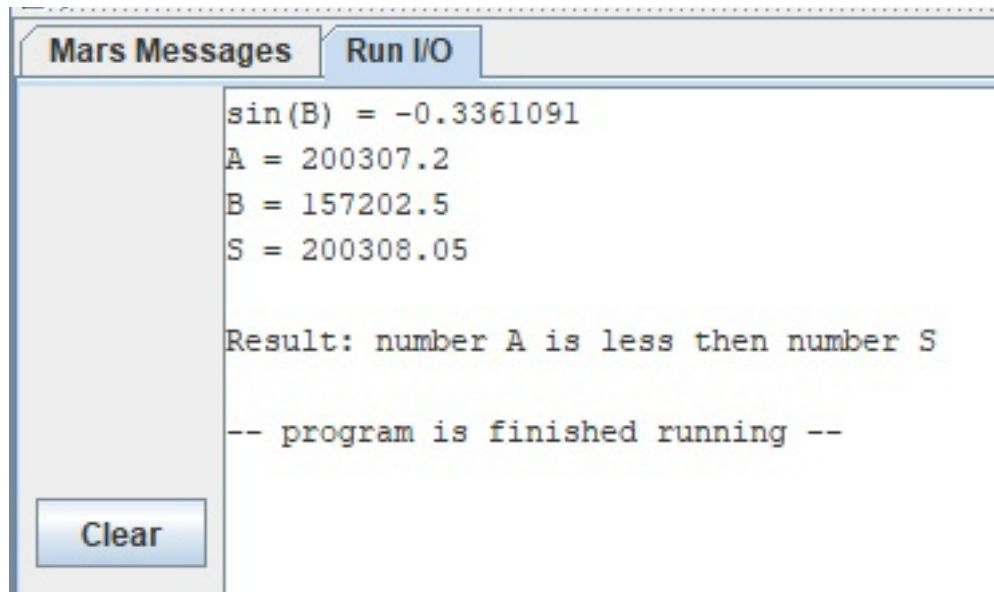 Mars Messages Run I/O
sin(B) = -0.3361091
A = 200307.2
B = 157202.5
S = 200308.05
Result: number A is less then number S
-- program is finished running --
Clear